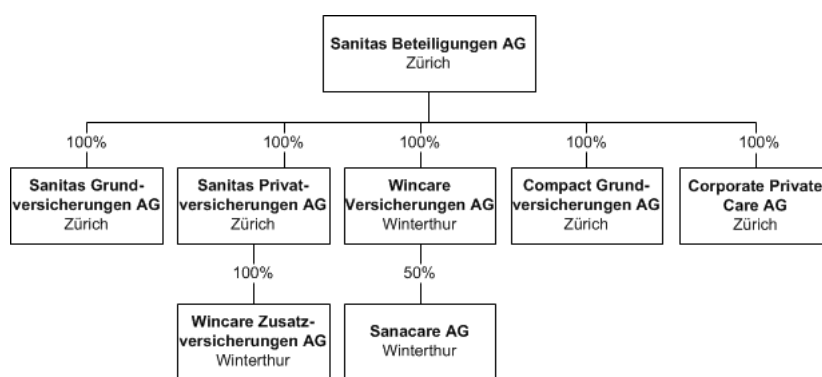 Sanitas Beteiligungen AG
Zürich
100%
100%
100%
100%
100%
Sanitas Grund-
versicherungen AG
Zürich
Sanitas Privat-
versicherungen AG
Zürich
Wincare
Versicherungen AG
Winterthur
Compact Grund-
versicherungen AG
Zürich
Corporate Private
Care AG
Zürich
100%
50%
Wincare Zusatz-
versicherungen AG
Winterthur
Sanacare AG
Winterthur